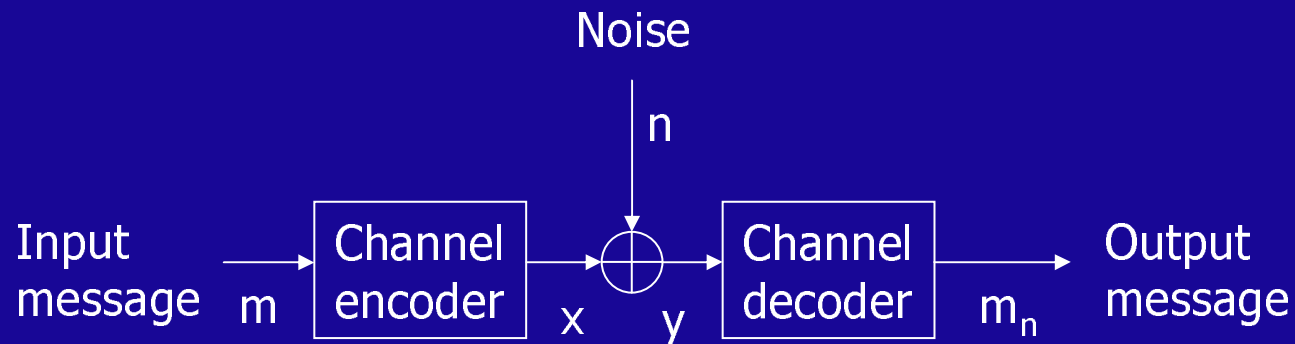 Noise
n
Input
message
m
Channel
encoder
x
y
Channel
decoder
mn
Output
message